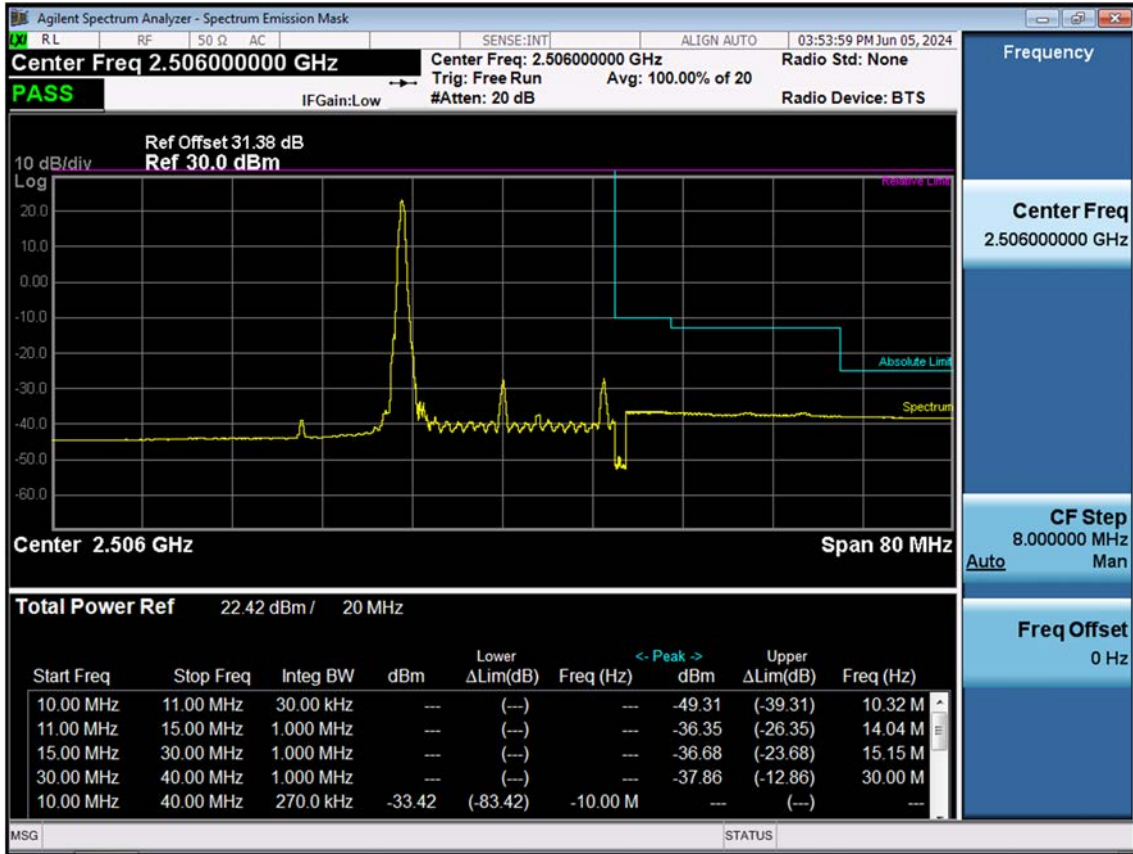 Agilent Spectrum Analyzer - Spectrum Emission Mask
LXI RL RF 50 Ω AC SENSE:INT ALIGN AUTO 03:53:59 PM Jun 05, 2024
Center Freq 2.506000000 GHz
PASS
IFGain:Low
Center Freq: 2.506000000 GHz
Trig: Free Run Avg: 100.00% of 20
#Atten: 20 dB
Radio Std: None
Radio Device: BTS
Ref Offset 31.38 dB
10 dB/div Ref 30.0 dBm
Log
Relative Limit
20.0
10.0
0.00
-10.0
-20.0
Absolute Limit
-30.0
Spectrum
-40.0
-50.0
-60.0
Center 2.506 GHz Span 80 MHz
Total Power Ref 22.42 dBm / 20 MHz
Lower <- Peak -> Upper
Start Freq Stop Freq Integ BW dBm ΔLim(dB) Freq (Hz) dBm ΔLim(dB) Freq (Hz)
10.00 MHz 11.00 MHz 30.00 kHz --- (---) --- -49.31 (-39.31) 10.32 M
11.00 MHz 15.00 MHz 1.000 MHz --- (---) --- -36.35 (-26.35) 14.04 M
15.00 MHz 30.00 MHz 1.000 MHz --- (---) --- -36.68 (-23.68) 15.15 M
30.00 MHz 40.00 MHz 1.000 MHz --- (---) --- -37.86 (-12.86) 30.00 M
10.00 MHz 40.00 MHz 270.0 kHz -33.42 (-83.42) -10.00 M --- (---) ---
MSG STATUS
Frequency
Center Freq
2.506000000 GHz
CF Step
8.000000 MHz
Auto Man
Freq Offset
0 Hz